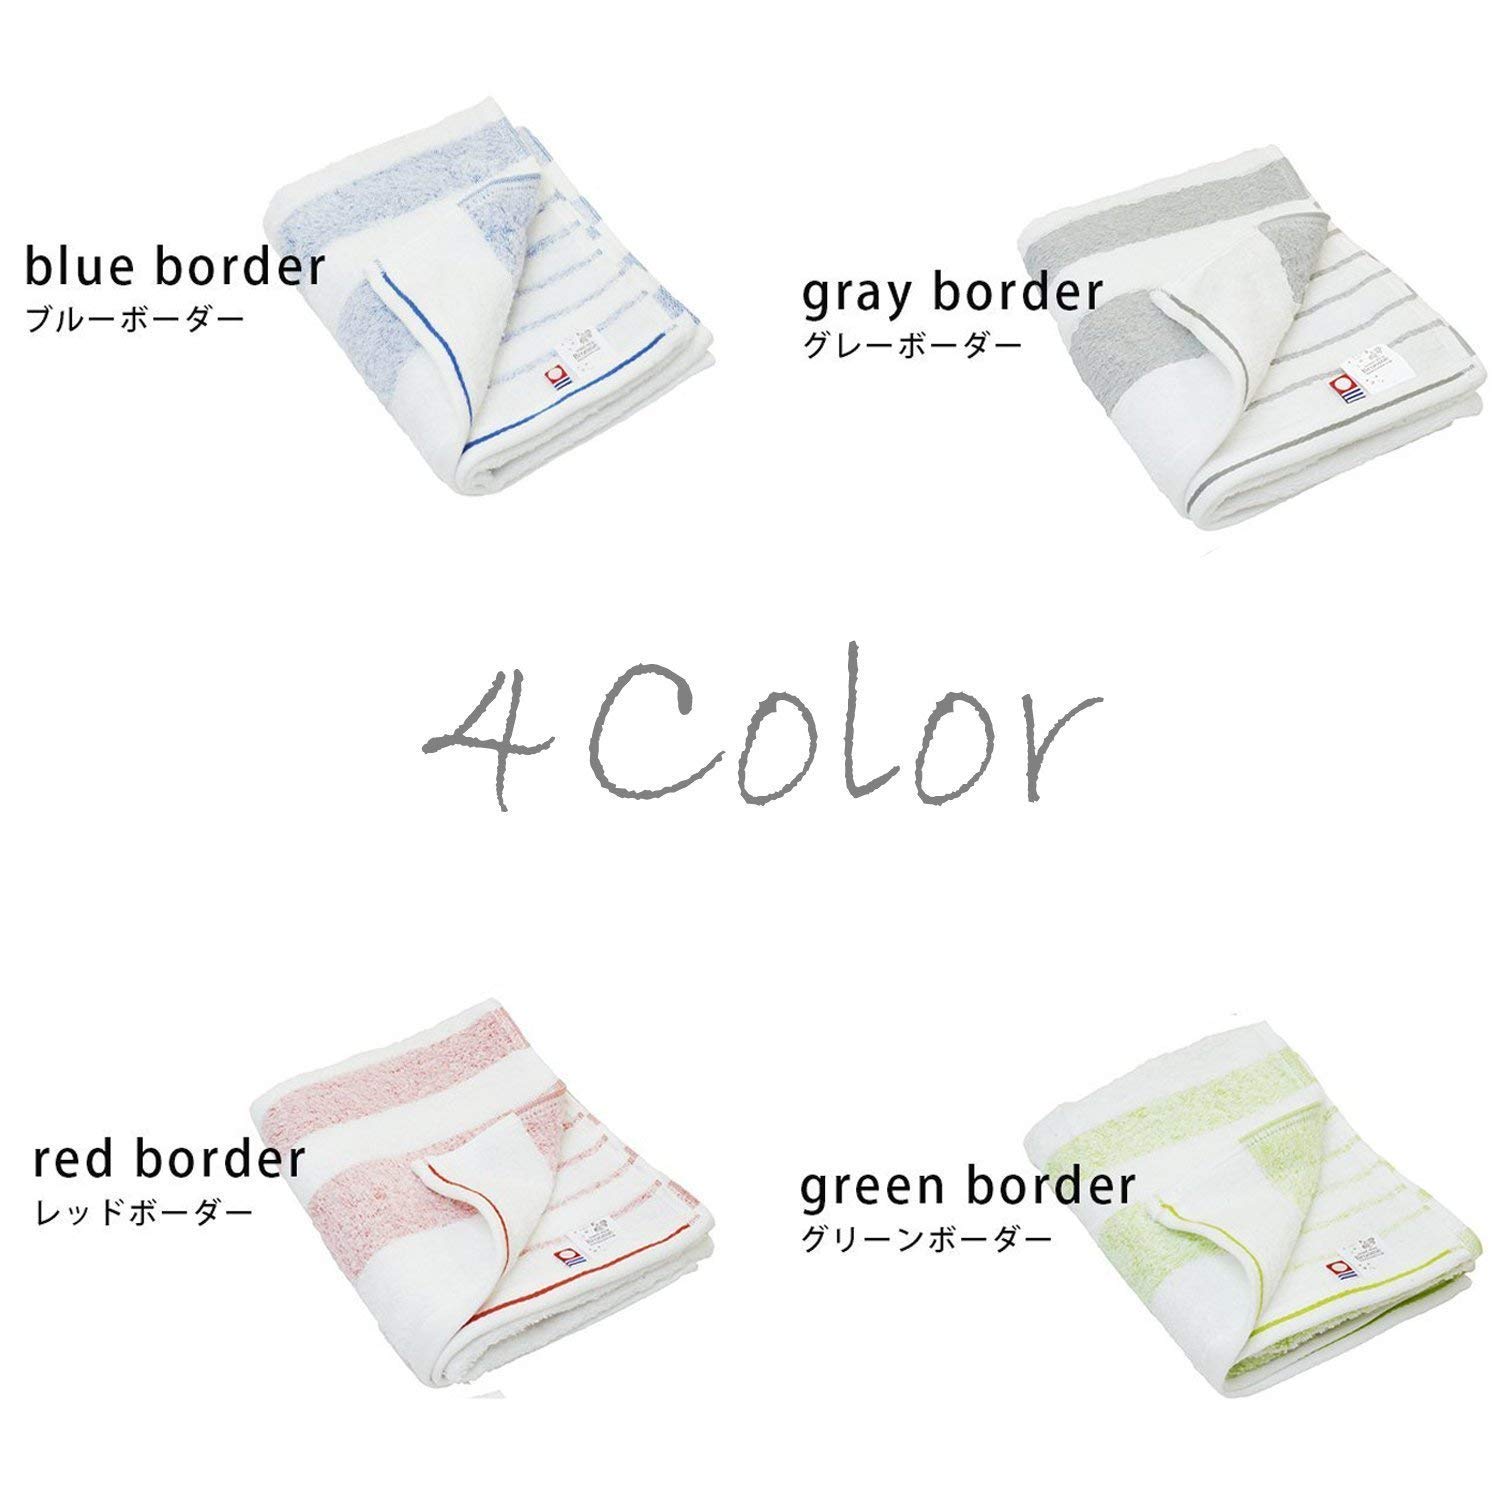 blue border
ブルーボーダー
gray border
グレーボーダー
4Color
red border
レッドボーダー
green border
グリーンボーダー